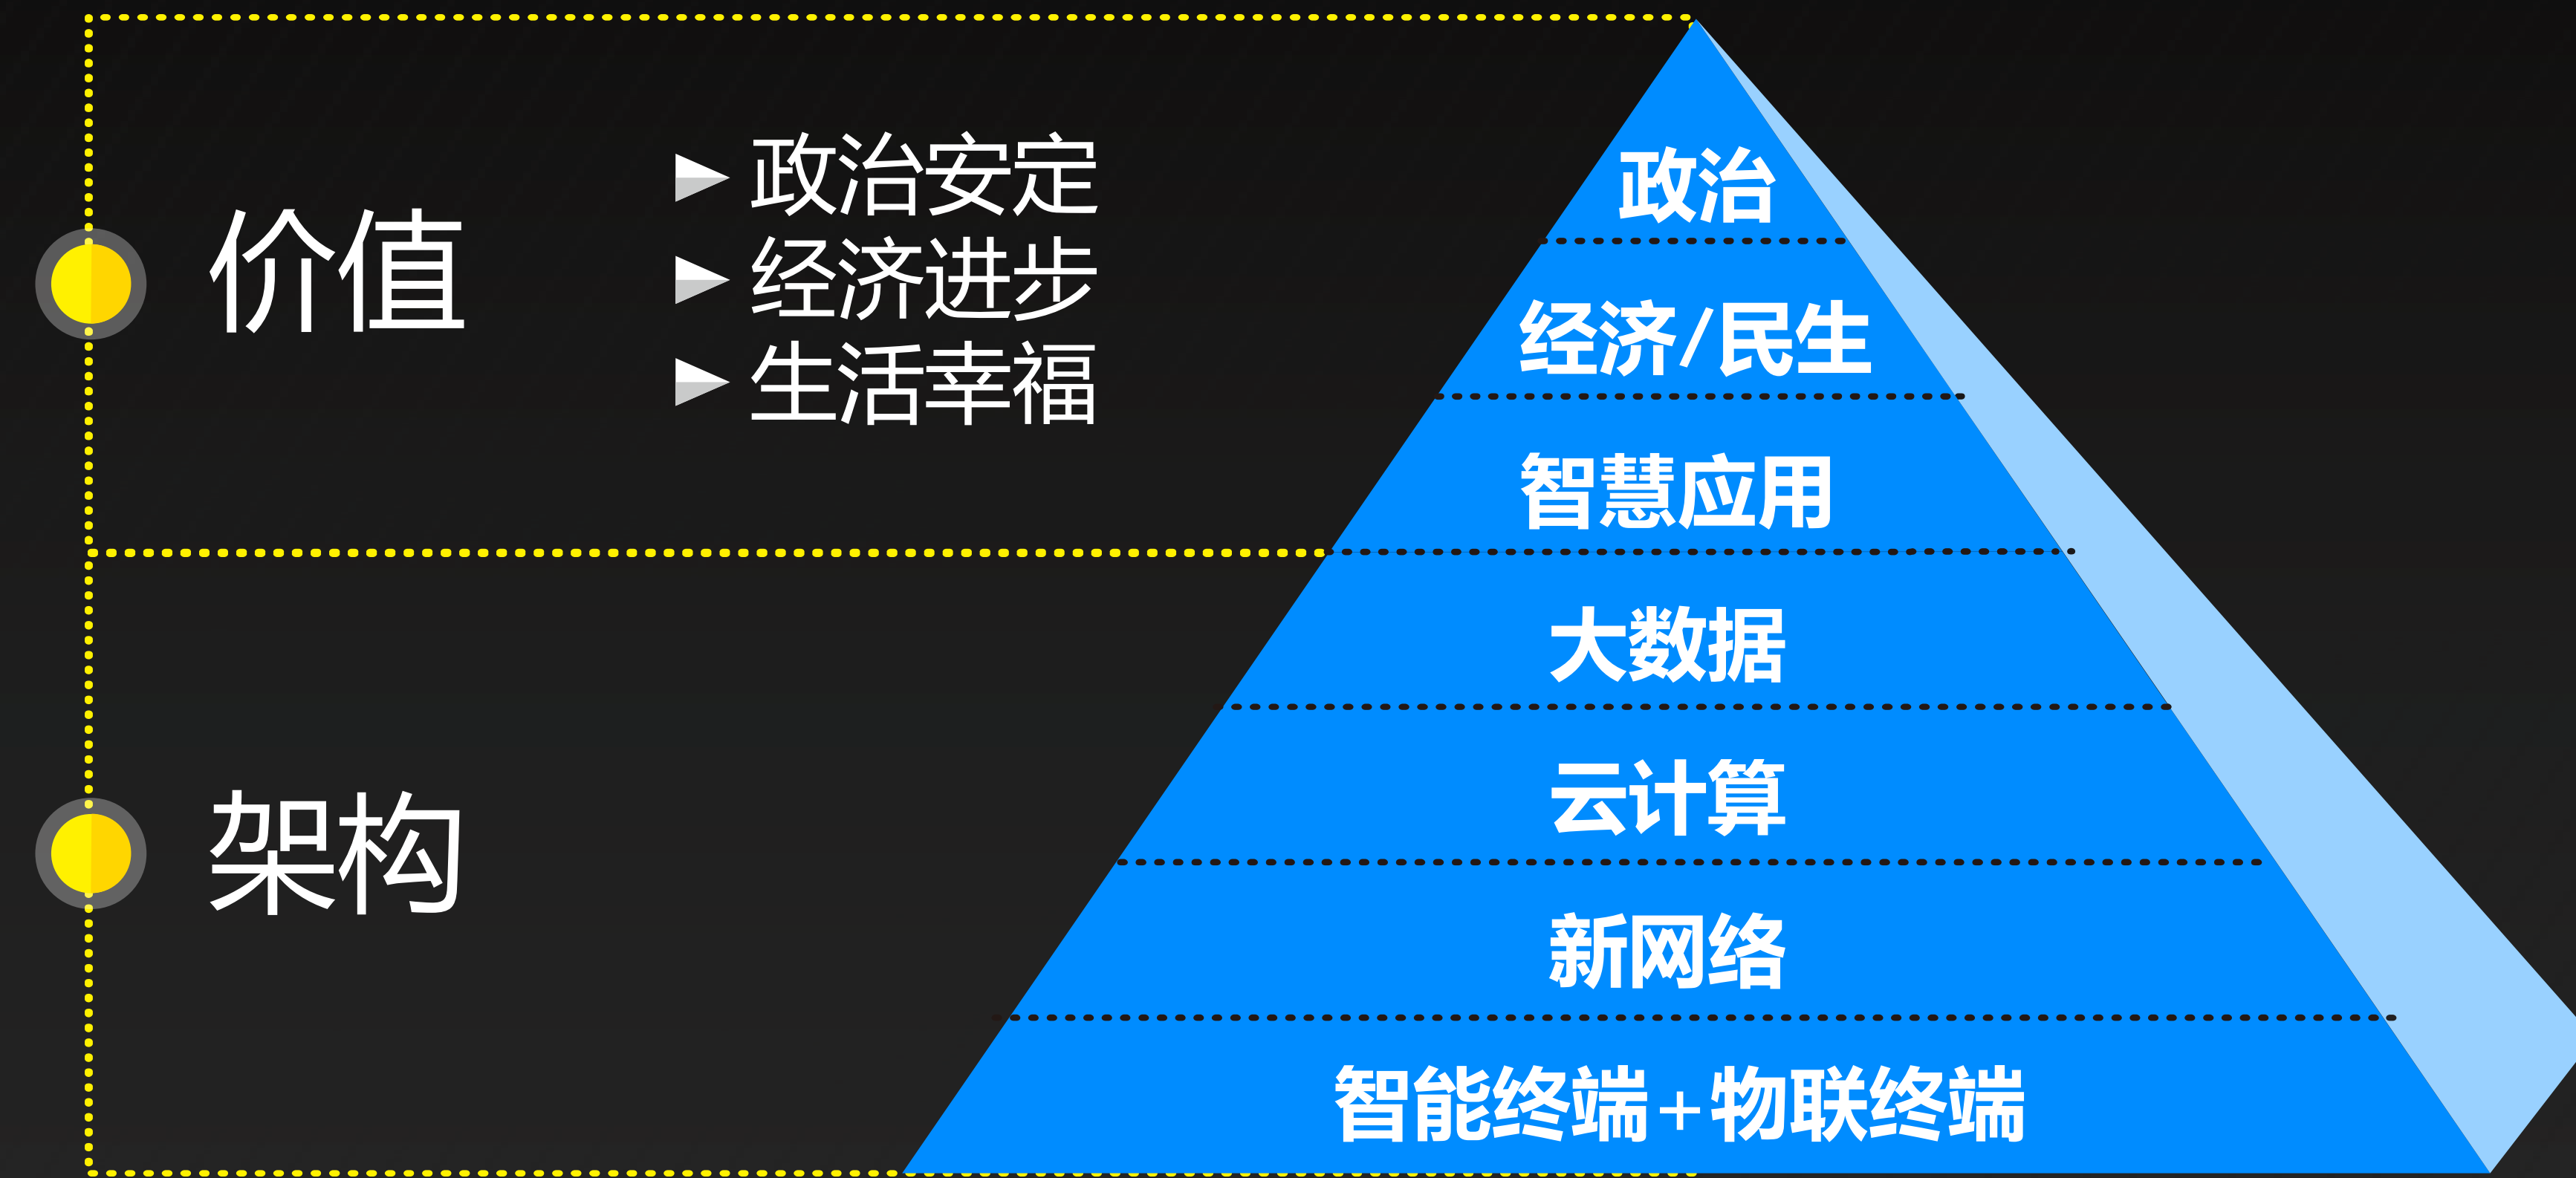 价值
政治安定
经济进步
生活幸福
架构
政治
经济/民生
智慧应用
大数据
云计算
新网络
智能终端+物联终端